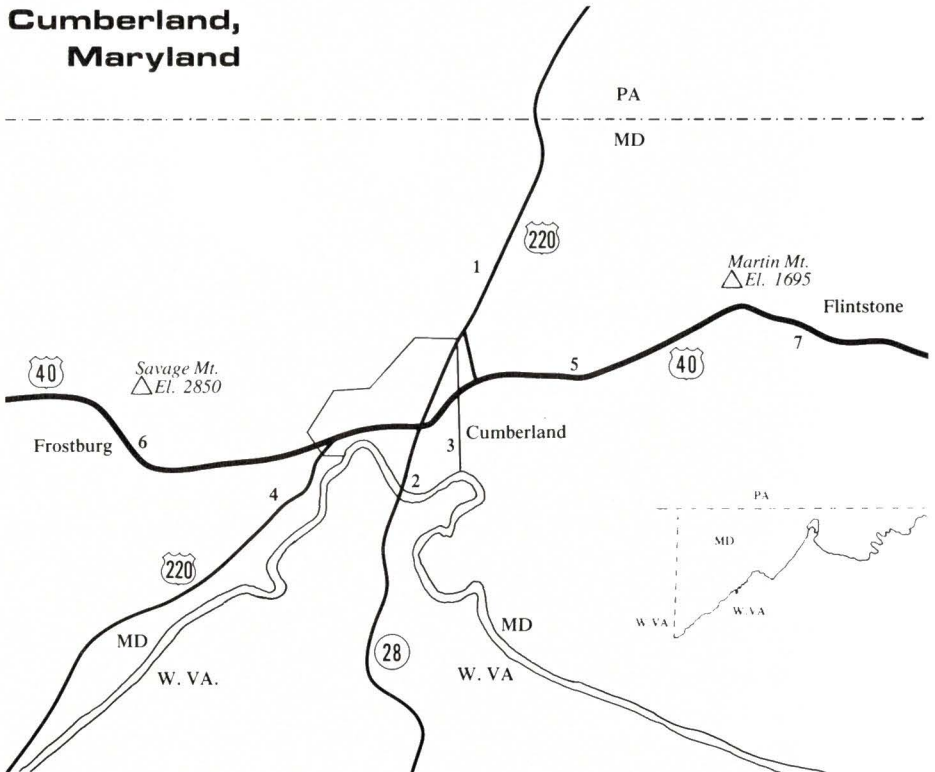 Cumberland,
Maryland
PA
MD
220
1
Martin Mt.
El. 1695
Flintstone
7
40
Savage Mt.
El. 2850
5
40
Frostburg
6
3
Cumberland
4
2
PA
MD
W. VA
W. VA
220
MD
W. VA.
28
MD
W. VA